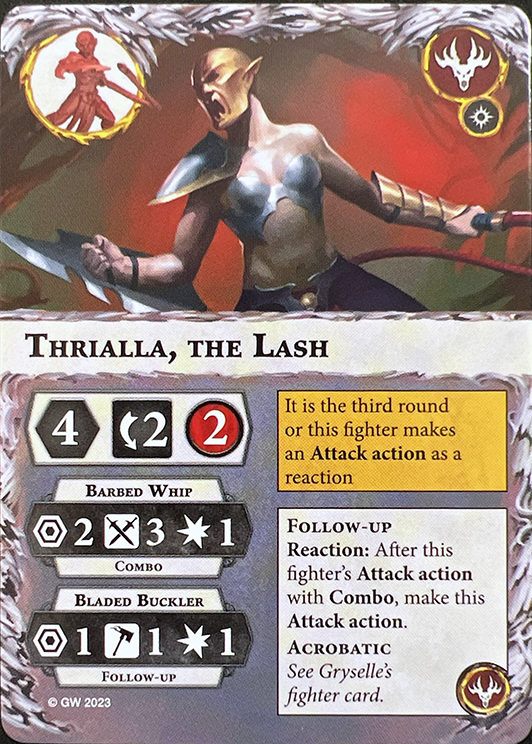 THRIALLA, THE LASH
4 2 2
BARBED WHIP
2 3 1
COMBO
BLADED BUCKLER
1 1 1
FOLLOW-UP
© GW 2023
It is the third round
or this fighter makes
an Attack action as a
reaction
FOLLOW-UP
Reaction: After this
fighter's Attack action
with Combo, make this
Attack action.
ACROBATIC
See Gryselle's
fighter card.